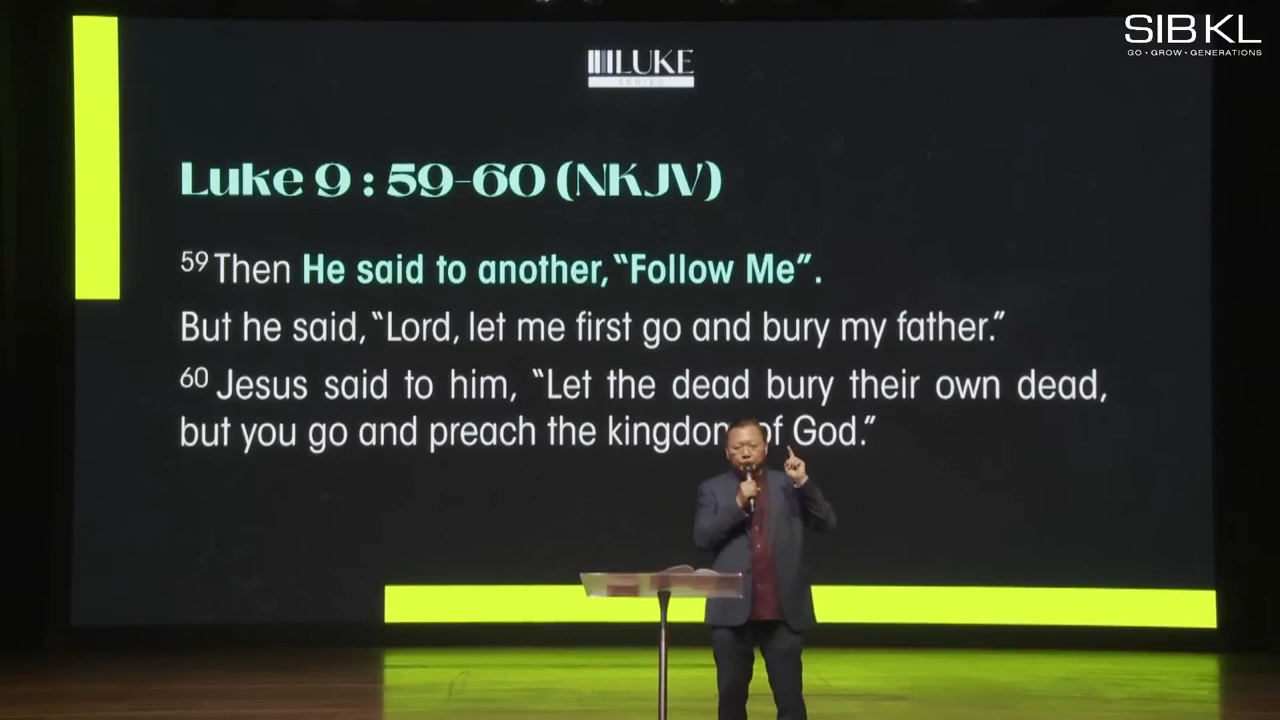 SIBKL
GO • GROW • GENERATIONS
LUKE
SERIES
Luke 9 : 59-60 (NKJV)
59 Then He said to another, “Follow Me”.
But he said, “Lord, let me first go and bury my father.”
60 Jesus said to him, “Let the dead bury their own dead,
but you go and preach the kingdom of God.”